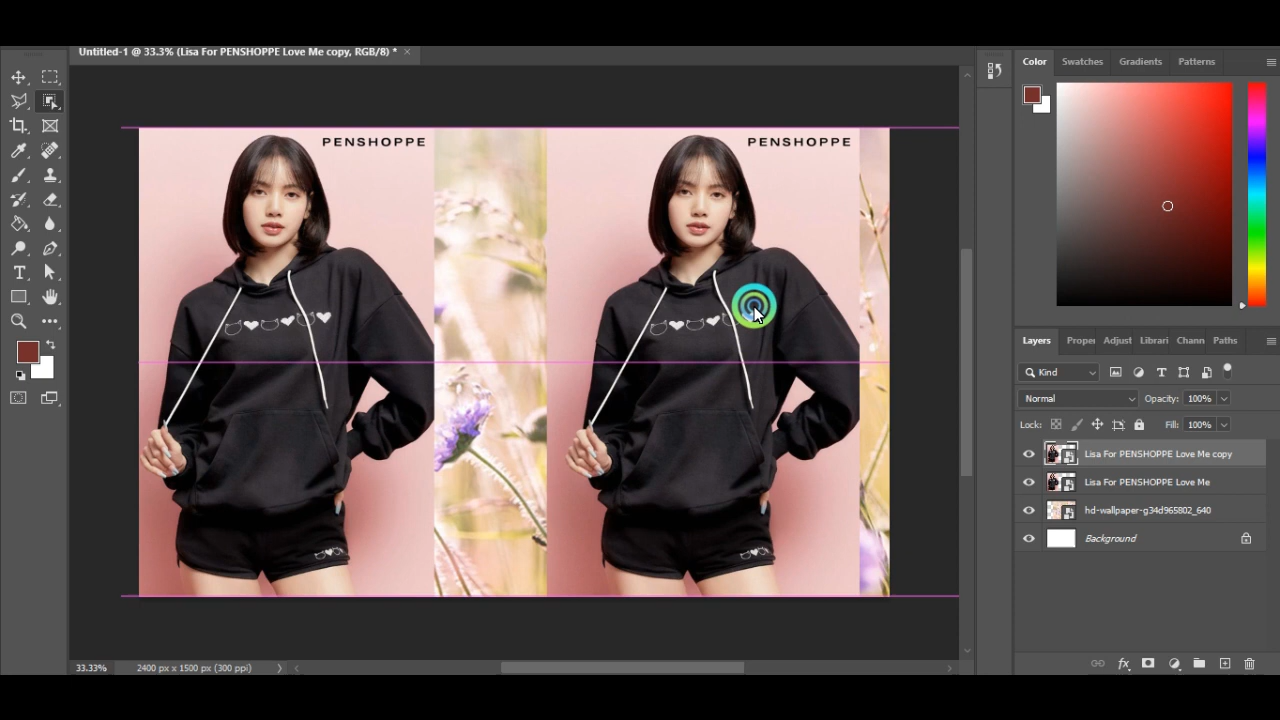 Untitled-1 @ 33.3% (Lisa For PENSHOPPE Love Me copy, RGB/8) *
Color
Swatches
Gradients
Patterns
PENSHOPPE
PENSHOPPE
Layers
Proper
Adjust
Librari
Chann
Paths
Kind
Normal
Opacity: 100%
Lock:
Fill: 100%
Lisa For PENSHOPPE Love Me copy
Lisa For PENSHOPPE Love Me
hd-wallpaper-g34d965802_640
Background
33.33%
2400 px x 1500 px (300 ppi)
fx